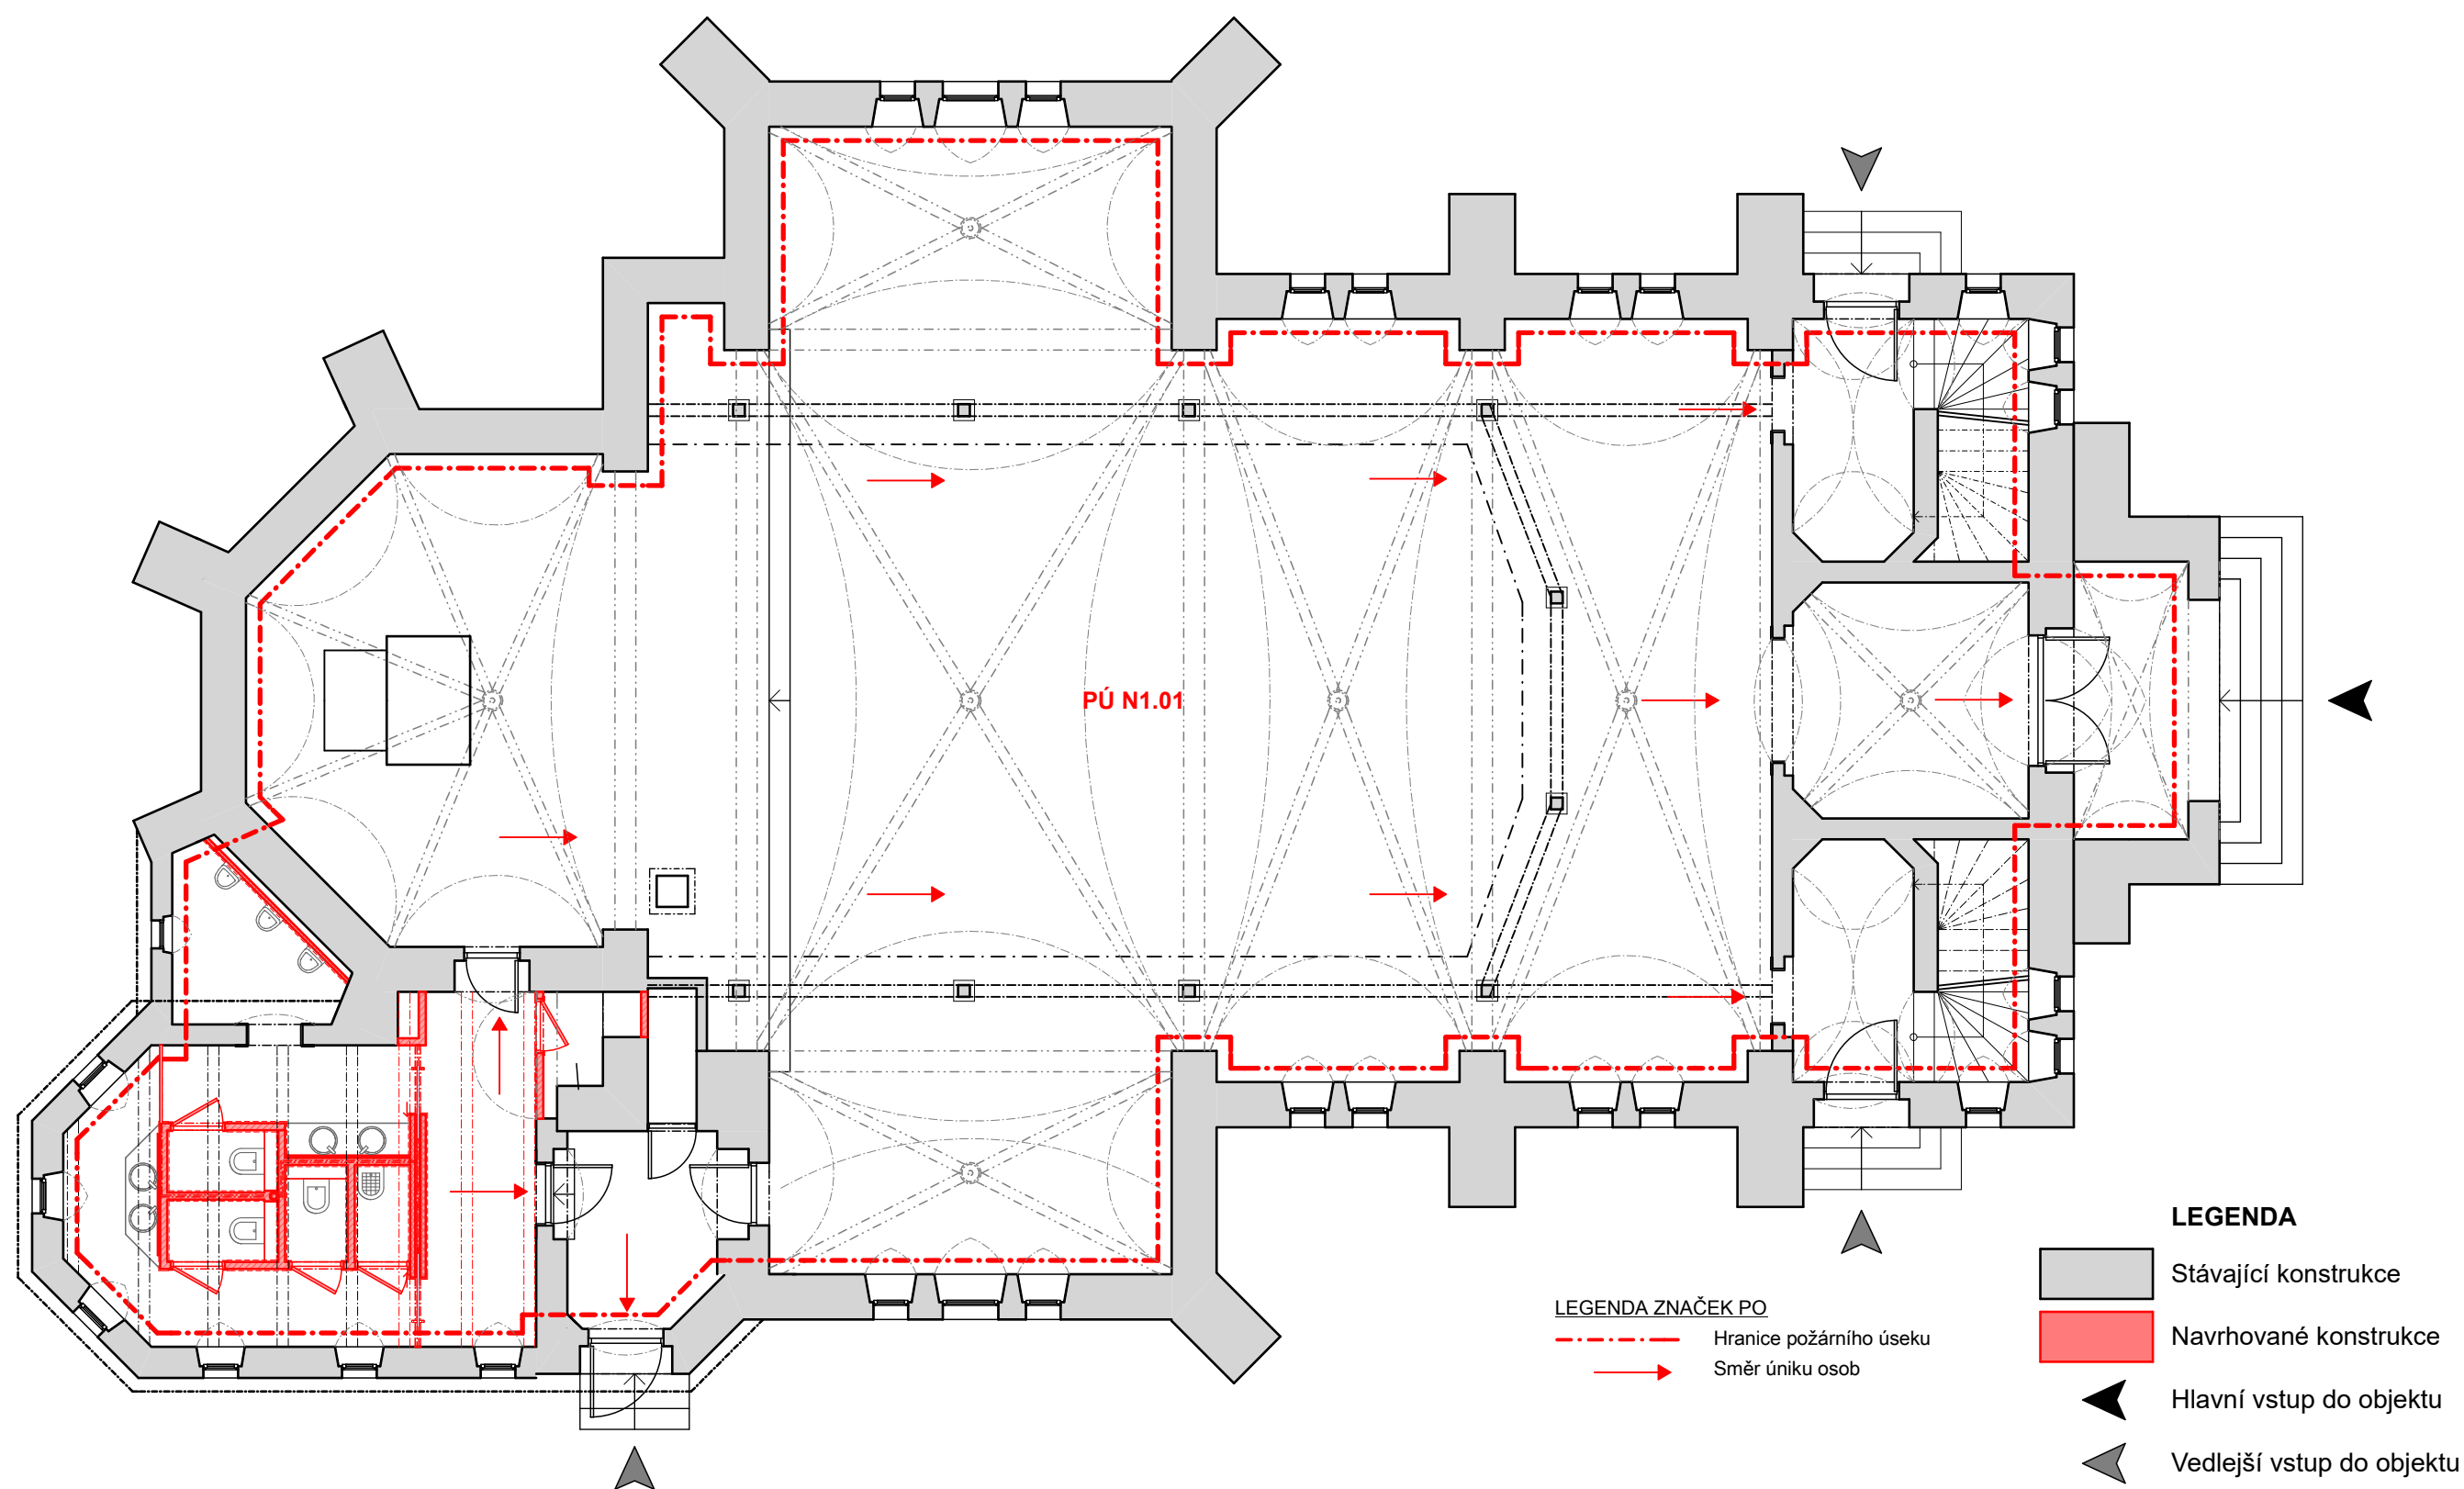 PÚ N1.01
LEGENDA ZNAČEK PO
Hranice požárního úseku
Směr úniku osob
LEGENDA
Stávající konstrukce
Navrhované konstrukce
Hlavní vstup do objektu
Vedlejší vstup do objektu